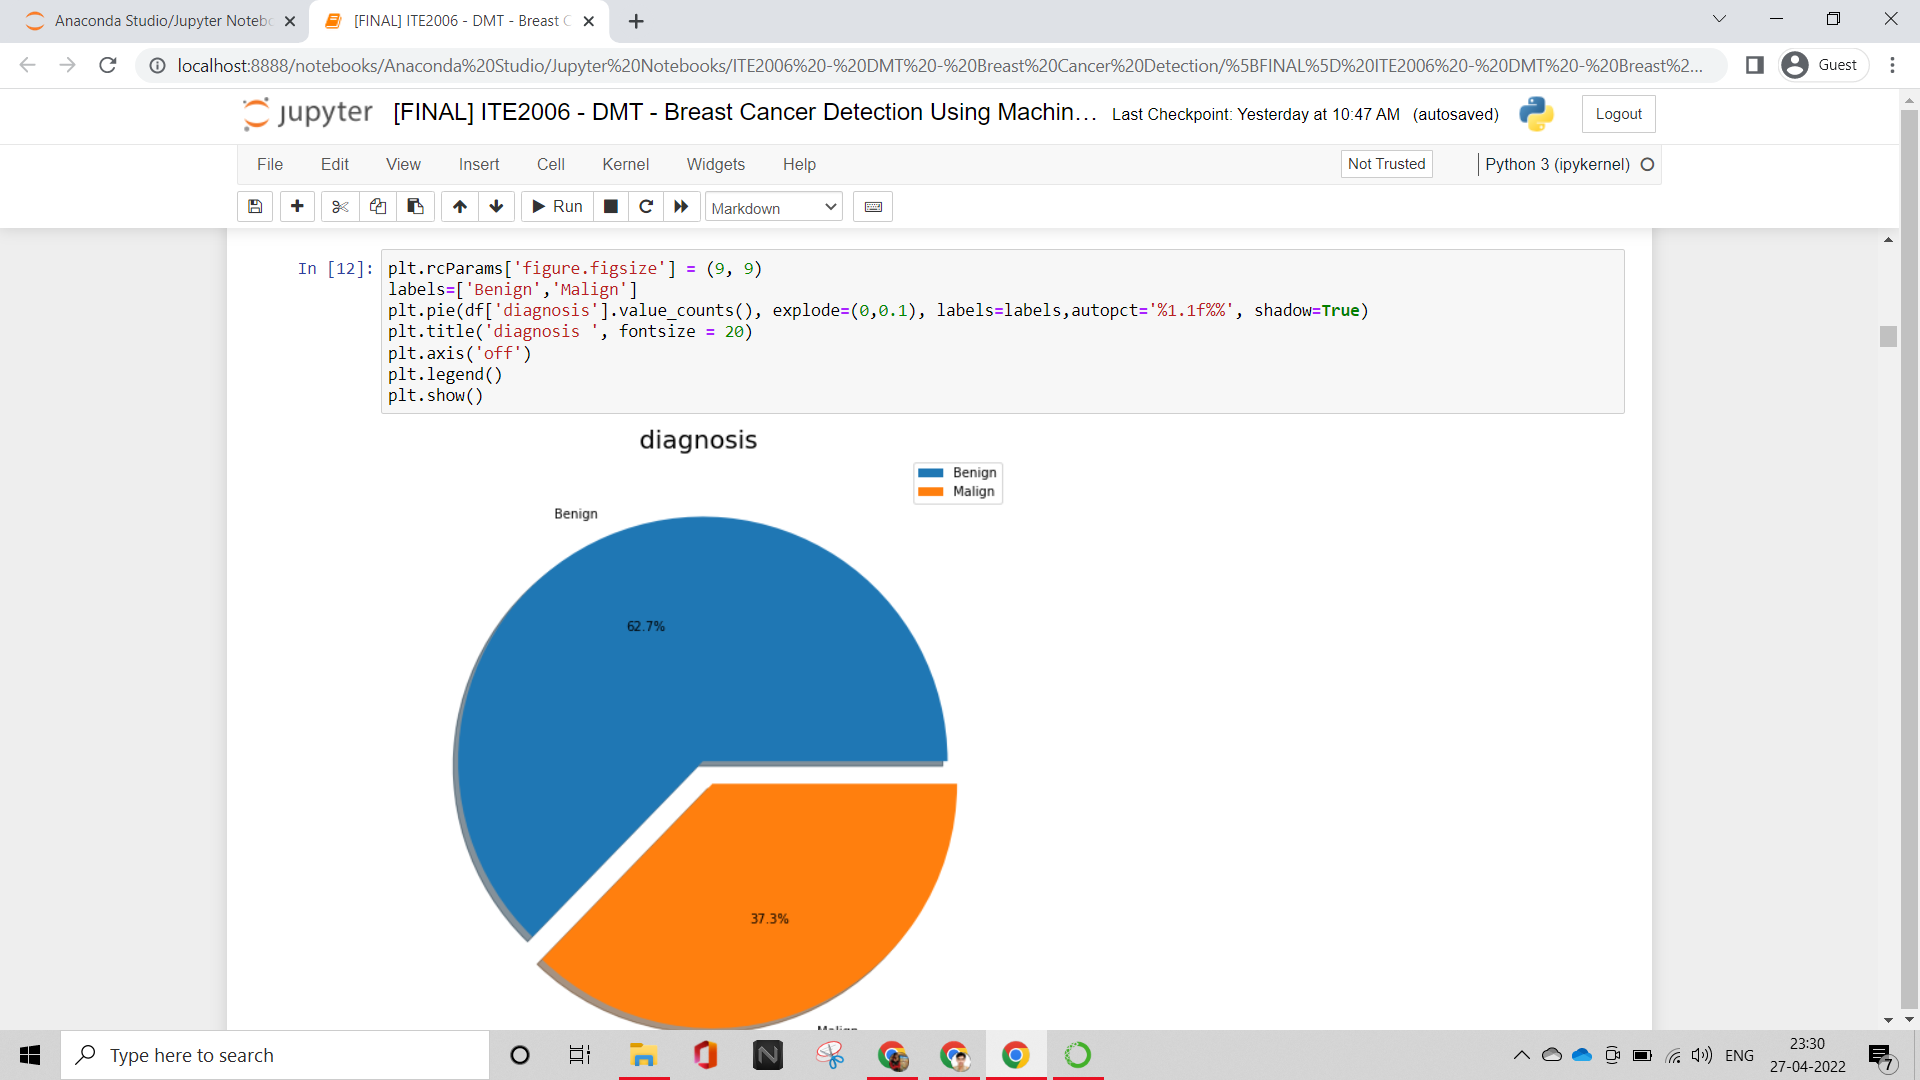 Anaconda Studio/Jupyter Notebo
[FINAL] ITE2006 - DMT - Breast C
localhost:8888/notebooks/Anaconda%20Studio/Jupyter%20Notebooks/ITE2006%20-%20DMT%20-%20Breast%20Cancer%20Detection/%5BFINAL%5D%20ITE2006%20-%20DMT%20-%20Breast%2...
Guest
jupyter [FINAL] ITE2006 - DMT - Breast Cancer Detection Using Machin... Last Checkpoint: Yesterday at 10:47 AM (autosaved)
Logout
File Edit View Insert Cell Kernel Widgets Help
Not Trusted
Python 3 (ipykernel)
Run
Markdown
In [12]:
plt.rcParams['figure.figsize'] = (9, 9)
labels=['Benign','Malign']
plt.pie(df['diagnosis'].value_counts(), explode=(0,0.1), labels=labels,autopct='%1.1f%%', shadow=True)
plt.title('diagnosis ', fontsize = 20)
plt.axis('off')
plt.legend()
plt.show()
diagnosis
Benign
Malign
Benign
62.7%
37.3%
Malign
Type here to search
ENG
23:30
27-04-2022
7